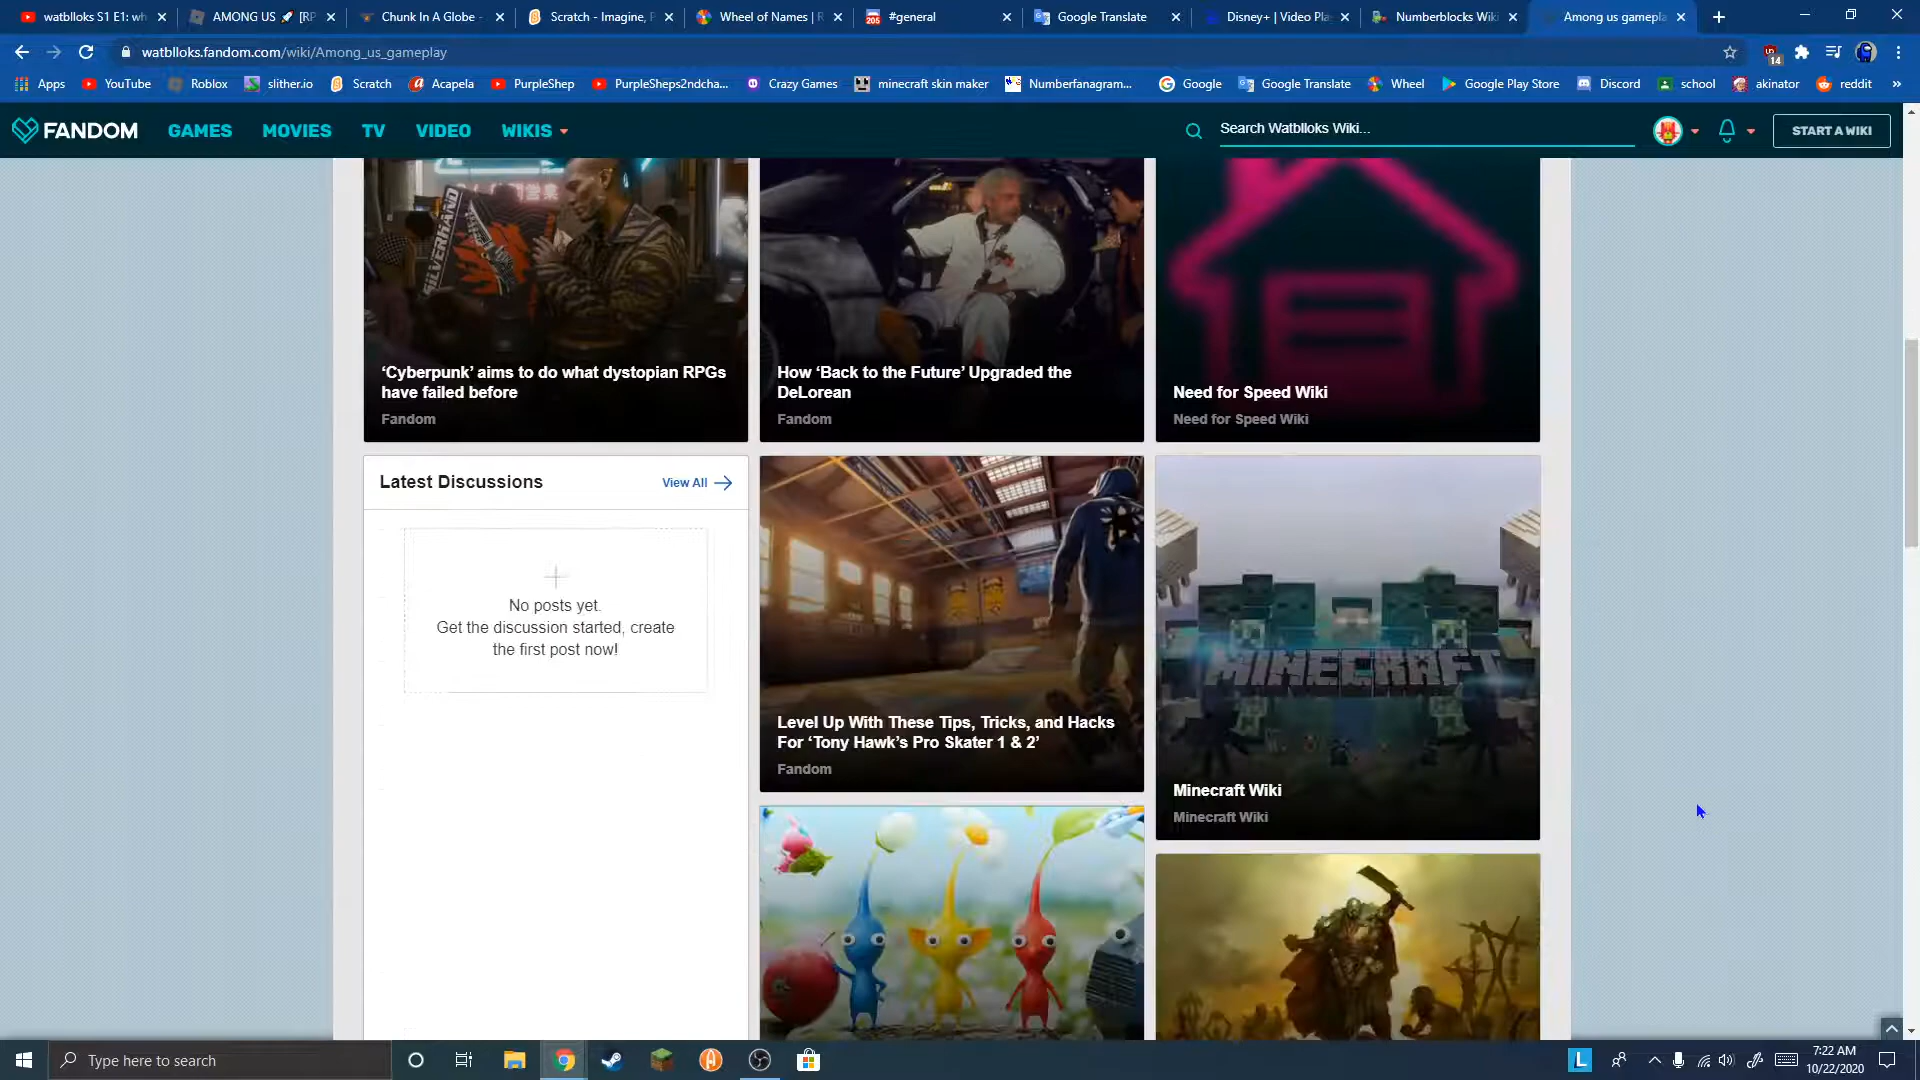 watblloks S1 E1: wh
AMONG US 🚀 [RP
Chunk In A Globe -
Scratch - Imagine, P
Wheel of Names | R
#general
Google Translate
Disney+ | Video Pla
Numberblocks Wiki
Among us gamepla
watblloks.fandom.com/wiki/Among_us_gameplay
14
Apps
YouTube
Roblox
slither.io
Scratch
Acapela
PurpleShep
PurpleSheps2ndcha...
Crazy Games
minecraft skin maker
Numberfanagram...
Google
Google Translate
Wheel
Google Play Store
Discord
school
akinator
reddit
»
FANDOM
GAMES
MOVIES
TV
VIDEO
WIKIS
Search Watblloks Wiki...
START A WIKI
SILVERHAND
営業
‘Cyberpunk’ aims to do what dystopian RPGs
have failed before
Fandom
How ‘Back to the Future’ Upgraded the
DeLorean
Fandom
Need for Speed Wiki
Need for Speed Wiki
Latest Discussions
View All
No posts yet.
Get the discussion started, create
the first post now!
Level Up With These Tips, Tricks, and Hacks
For ‘Tony Hawk’s Pro Skater 1 & 2’
Fandom
MINECRAFT
Minecraft Wiki
Minecraft Wiki
Type here to search
L
7:22 AM
10/22/2020